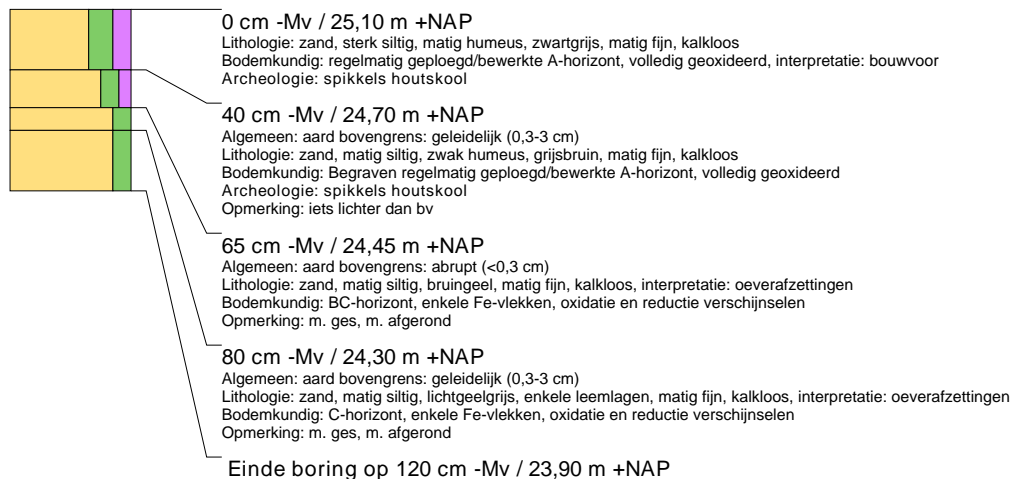 0 cm -Mv / 25,10 m +NAP
Lithologie: zand, sterk siltig, matig humeus, zwartgrijs, matig fijn, kalkloos
Bodemkundig: regelmatig geploegd/bewerkte A-horizont, volledig geoxideerd, interpretatie: bouwvoor
Archeologie: spikkels houtskool
40 cm -Mv / 24,70 m +NAP
Algemeen: aard bovengrens: geleidelijk (0,3-3 cm)
Lithologie: zand, matig siltig, zwak humeus, grijsbruin, matig fijn, kalkloos
Bodemkundig: Begraven regelmatig geploegd/bewerkte A-horizont, volledig geoxideerd
Archeologie: spikkels houtskool
Opmerking: iets lichter dan bv
65 cm -Mv / 24,45 m +NAP
Algemeen: aard bovengrens: abrupt (<0,3 cm)
Lithologie: zand, matig siltig, bruingeel, matig fijn, kalkloos, interpretatie: oeverafzettingen
Bodemkundig: BC-horizont, enkele Fe-vlekken, oxidatie en reductie verschijnselen
Opmerking: m. ges, m. afgerond
80 cm -Mv / 24,30 m +NAP
Algemeen: aard bovengrens: geleidelijk (0,3-3 cm)
Lithologie: zand, matig siltig, lichtgeelgrijs, enkele leemlagen, matig fijn, kalkloos, interpretatie: oeverafzettingen
Bodemkundig: C-horizont, enkele Fe-vlekken, oxidatie en reductie verschijnselen
Opmerking: m. ges, m. afgerond
Einde boring op 120 cm -Mv / 23,90 m +NAP